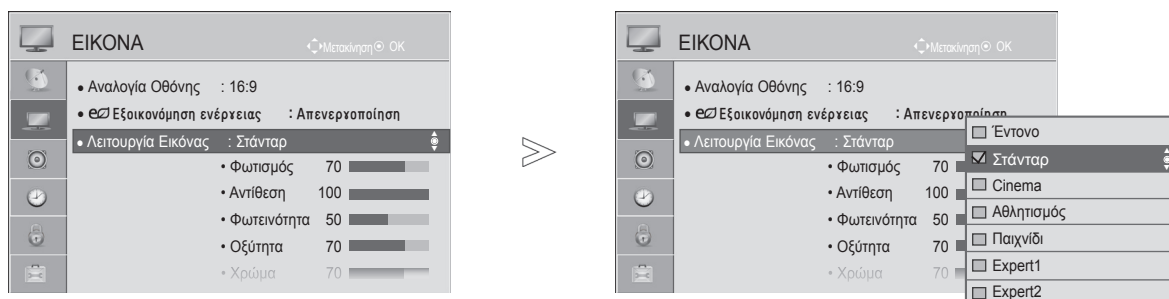 ΕΙΚΟΝΑ
Μετακίνηση OK
• Αναλογία Οθόνης : 16:9
• e Εξοικονόμηση ενέργειας : Απενεργοποίηση
• Λειτουργία Εικόνας : Στάνταρ
• Φωτισμός 70
• Αντίθεση 100
• Φωτεινότητα 50
• Οξύτητα 70
• Χρώμα 70
ΕΙΚΟΝΑ
Μετακίνηση OK
• Αναλογία Οθόνης : 16:9
• e Εξοικονόμηση ενέργειας : Απενεργοποίηση
• Λειτουργία Εικόνας : Στάνταρ
• Φωτισμός 70
• Αντίθεση 100
• Φωτεινότητα 50
• Οξύτητα 70
• Χρώμα 70
Έντονο
Στάνταρ
Cinema
Αθλητισμός
Παιχνίδι
Expert1
Expert2